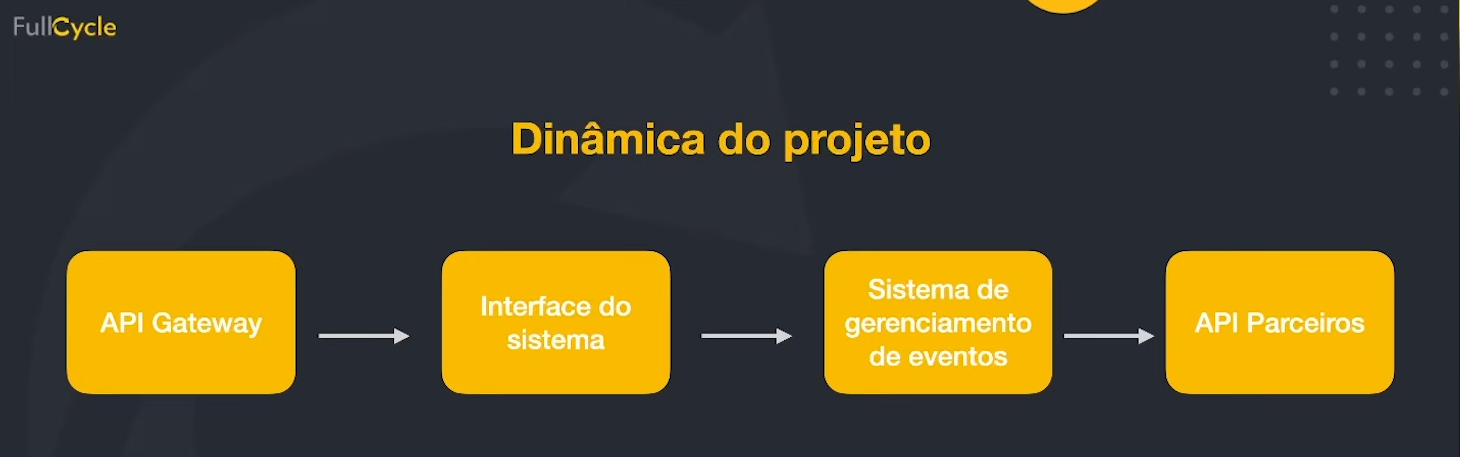 FullCycle
Dinâmica do projeto
API Gateway
Interface do
sistema
Sistema de
gerenciamento
de eventos
API Parceiros